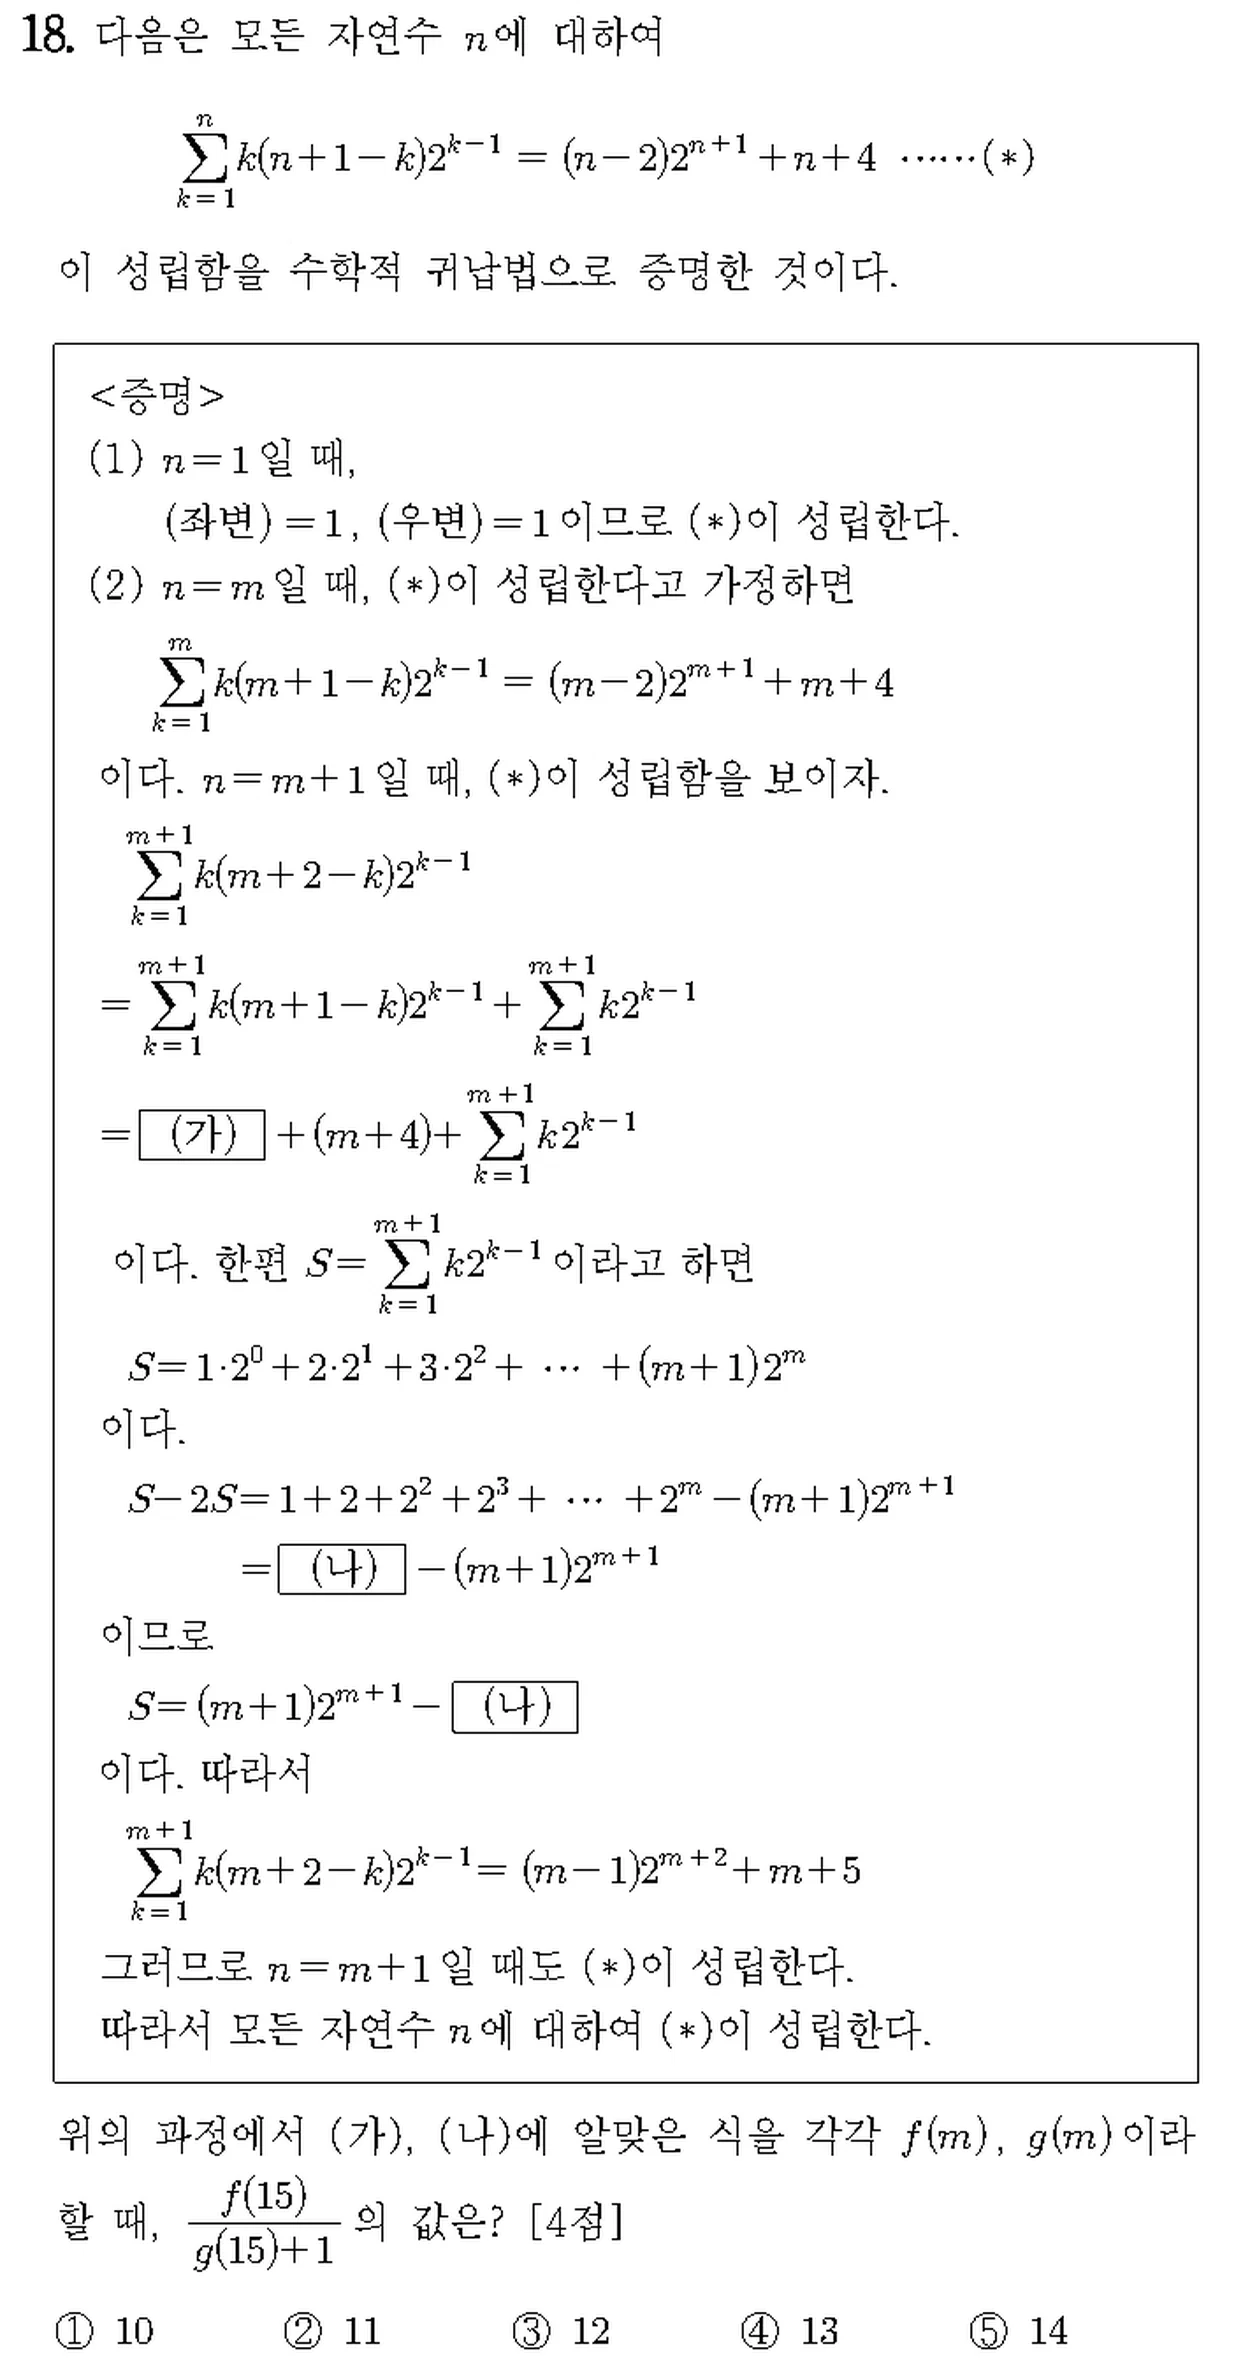 18. 다음은 모든 자연수 n에 대하여
\sum_{k=1}^{n} k(n+1-k)2^{k-1} = (n-2)2^{n+1}+n+4 ……(*)
이 성립함을 수학적 귀납법으로 증명한 것이다.
<증명>
(1) n=1일 때,
(좌변)=1, (우변)=1이므로 (*)이 성립한다.
(2) n=m일 때, (*)이 성립한다고 가정하면
\sum_{k=1}^{m} k(m+1-k)2^{k-1} = (m-2)2^{m+1}+m+4
이다. n=m+1일 때, (*)이 성립함을 보이자.
\sum_{k=1}^{m+1} k(m+2-k)2^{k-1}
= \sum_{k=1}^{m+1} k(m+1-k)2^{k-1} + \sum_{k=1}^{m+1} k2^{k-1}
= (가) +(m+4)+ \sum_{k=1}^{m+1} k2^{k-1}
이다. 한편 S= \sum_{k=1}^{m+1} k2^{k-1} 이라고 하면
S=1·2^0+2·2^1+3·2^2+ … +(m+1)2^m
이다.
S-2S=1+2+2^2+2^3+ … +2^m-(m+1)2^{m+1}
= (나) -(m+1)2^{m+1}
이므로
S=(m+1)2^{m+1}- (나)
이다. 따라서
\sum_{k=1}^{m+1} k(m+2-k)2^{k-1} = (m-1)2^{m+2}+m+5
그러므로 n=m+1일 때도 (*)이 성립한다.
따라서 모든 자연수 n에 대하여 (*)이 성립한다.
위의 과정에서 (가), (나)에 알맞은 식을 각각 f(m), g(m)이라
할 때, \frac{f(15)}{g(15)+1} 의 값은? [4점]
① 10 ② 11 ③ 12 ④ 13 ⑤ 14